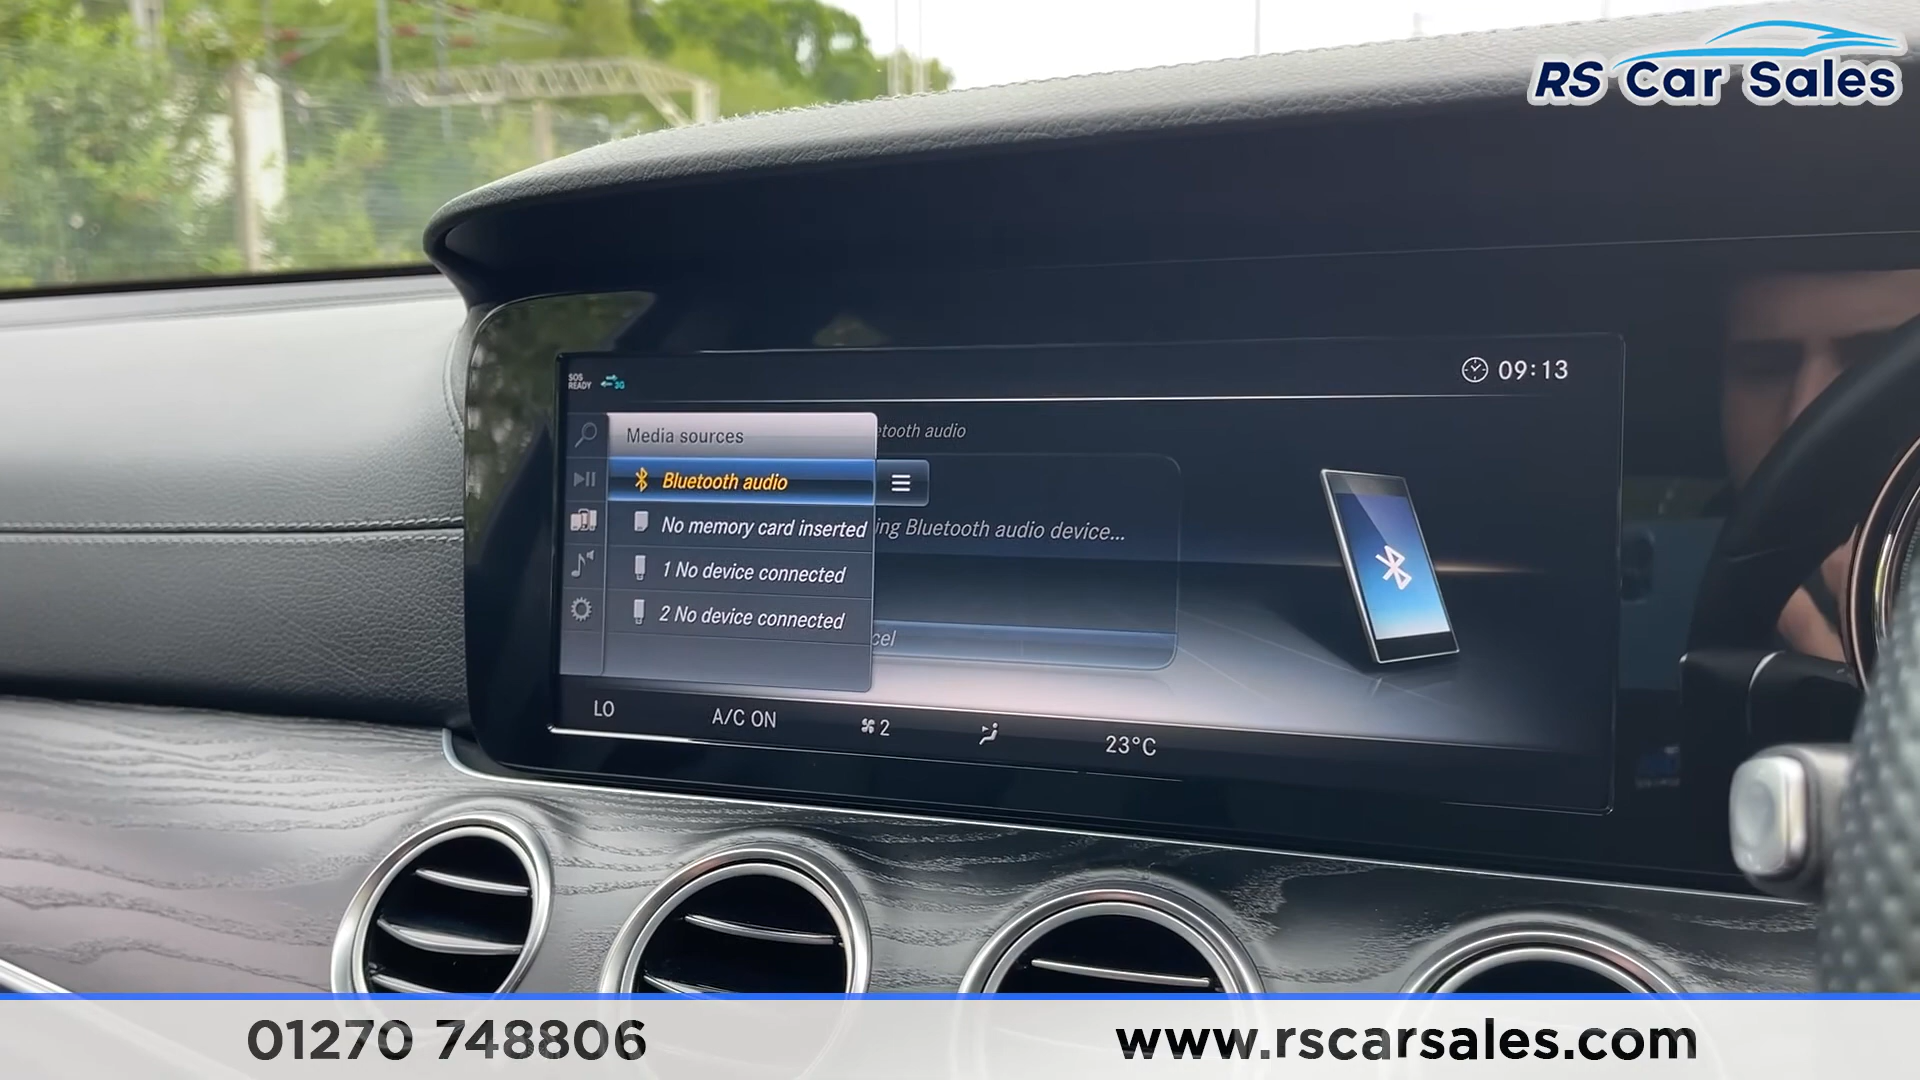 RS Car Sales
SOS
READY
3G
09:13
Media sources
etooth audio
Bluetooth audio
No memory card inserted
ing Bluetooth audio device...
1 No device connected
2 No device connected
cel
LO
A/C ON
2
23°C
01270 748806
www.rscarsales.com